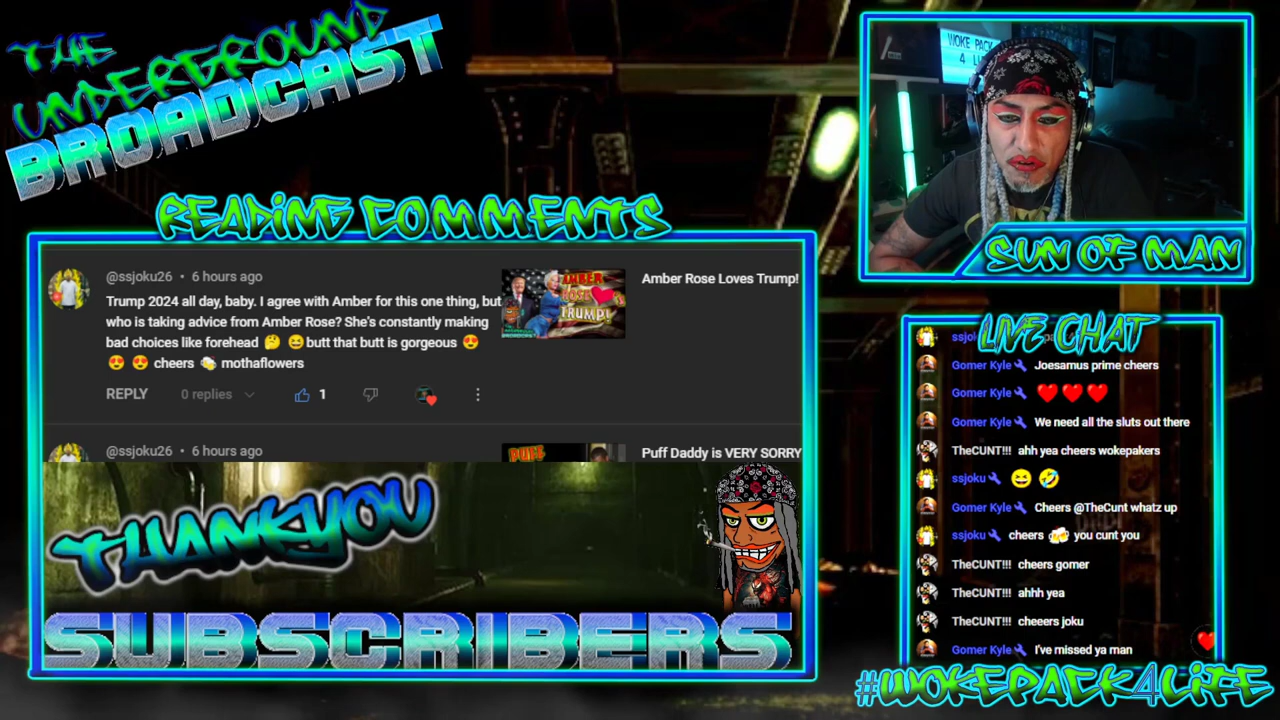 THE
UNDERGROUND
BROADCAST
READING COMMENTS
@ssjoku26 • 6 hours ago
Trump 2024 all day, baby. I agree with Amber for this one thing, but
who is taking advice from Amber Rose? She's constantly making
bad choices like forehead 🤔 😆 butt that butt is gorgeous 😍
😍 😍 cheers 🍻 mothaflowers
REPLY 0 replies 1
AMBER
ROSE
TRUMP!
Amber Rose Loves Trump!
@ssjoku26 • 6 hours ago
PUFF
Puff Daddy is VERY SORRY
THANKYOU
SUBSCRIBERS
WOKE PACK
4 L
SUN OF MAN
LIVE CHAT
ssjo
Gomer Kyle Joesamus prime cheers
Gomer Kyle ❤️❤️❤️
Gomer Kyle We need all the sluts out there
TheCUNT!!! ahh yea cheers wokepakers
ssjoku 😆 🤣
Gomer Kyle Cheers @TheCunt whatz up
ssjoku cheers 🍻 you cunt you
TheCUNT!!! cheers gomer
TheCUNT!!! ahhh yea
TheCUNT!!! cheeers joku
Gomer Kyle I've missed ya man
#WOKEPACK4LIFE